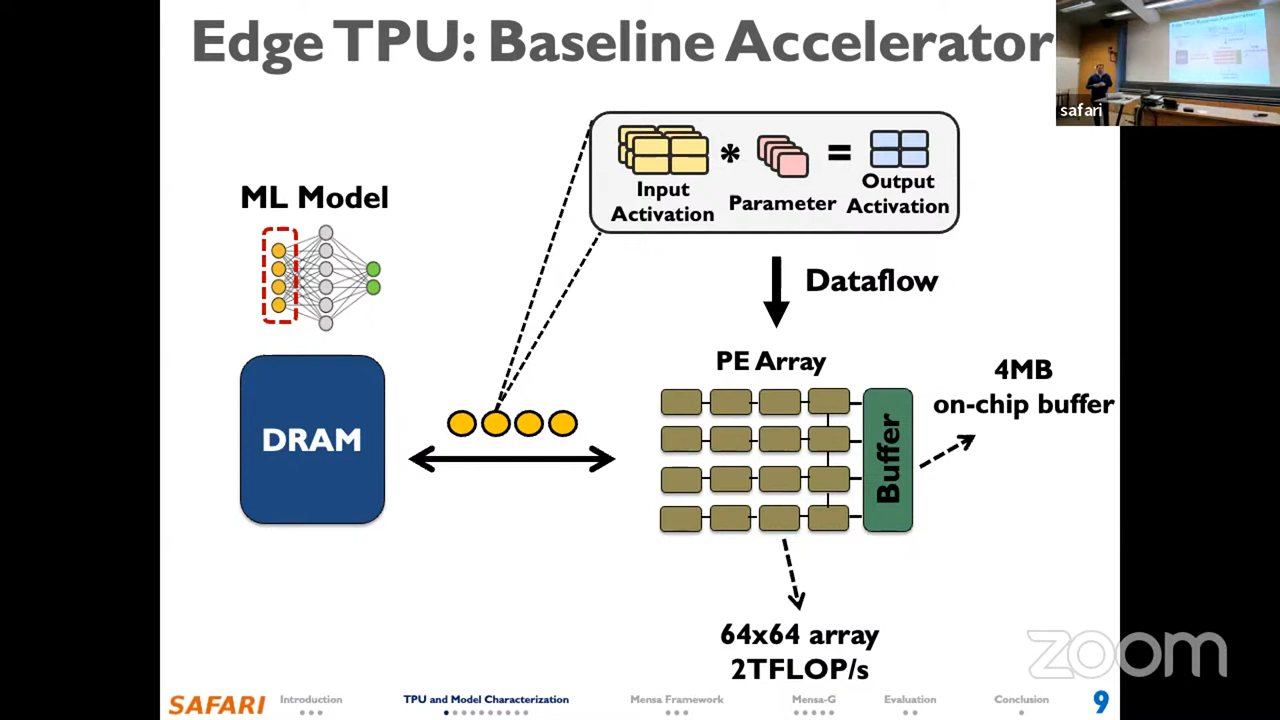 Edge TPU: Baseline Accelerator
safari
ML Model
Input
Activation
*
Parameter
=
Output
Activation
Dataflow
DRAM
PE Array
Buffer
4MB
on-chip buffer
64x64 array
2TFLOP/s
zoom
SAFARI
Introduction
TPU and Model Characterization
Mensa Framework
Mensa-G
Evaluation
Conclusion
9